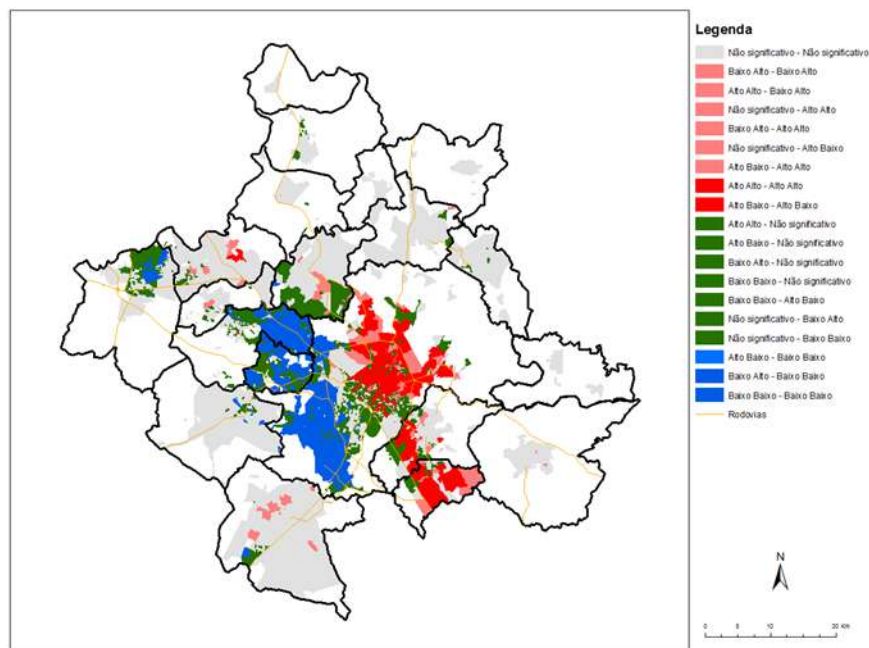 Legenda
Não significativo - Não significativo
Baixo Alto - Baixo Alto
Alto Alto - Baixo Alto
Não significativo - Alto Alto
Baixo Alto - Alto Alto
Não significativo - Alto Baixo
Alto Baixo - Alto Alto
Alto Alto - Alto Alto
Alto Baixo - Alto Baixo
Alto Alto - Não significativo
Alto Baixo - Não significativo
Baixo Alto - Não significativo
Baixo Baixo - Não significativo
Baixo Baixo - Alto Baixo
Não significativo - Baixo Alto
Não significativo - Baixo Baixo
Alto Baixo - Baixo Baixo
Baixo Alto - Baixo Baixo
Baixo Baixo - Baixo Baixo
Rodovias
N
0 5 10 20 KM